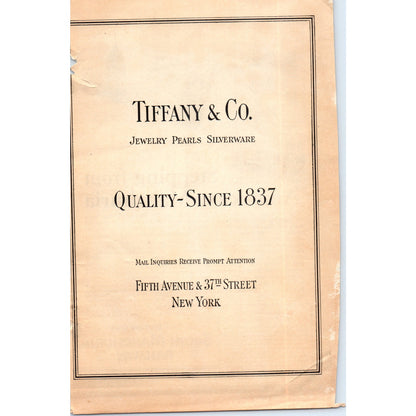 TIFFANY & CO.
JEWELRY PEARLS SILVERWARE
QUALITY-SINCE 1837
MAIL INQUIRIES RECEIVE PROMPT ATTENTION
FIFTH AVENUE & 37TH STREET
NEW YORK